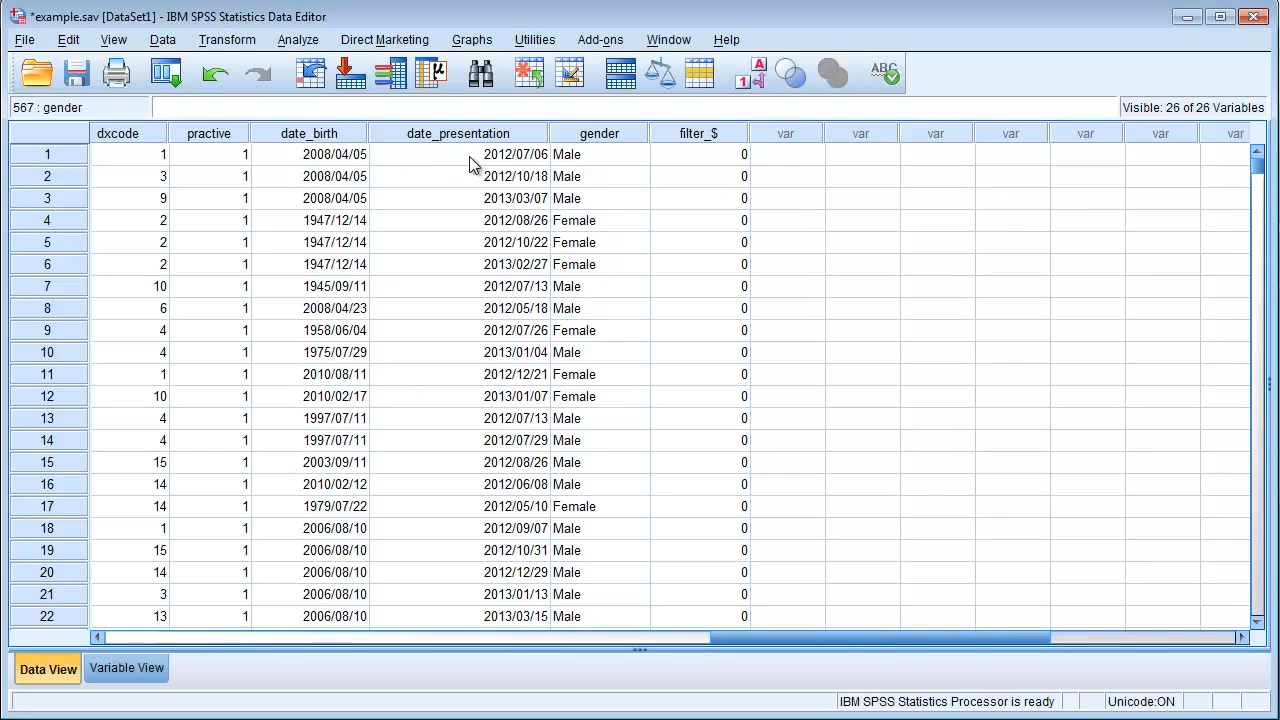 *example.sav [DataSet1] - IBM SPSS Statistics Data Editor
File Edit View Data Transform Analyze Direct Marketing Graphs Utilities Add-ons Window Help
μ A 1 ABC
567 : gender Visible: 26 of 26 Variables
dxcode practive date_birth date_presentation gender filter_$ var var var var var var var
1 1 1 2008/04/05 2012/07/06 Male 0
2 3 1 2008/04/05 2012/10/18 Male 0
3 9 1 2008/04/05 2013/03/07 Male 0
4 2 1 1947/12/14 2012/08/26 Female 0
5 2 1 1947/12/14 2012/10/22 Female 0
6 2 1 1947/12/14 2013/02/27 Female 0
7 10 1 1945/09/11 2012/07/13 Male 0
8 6 1 2008/04/23 2012/05/18 Male 0
9 4 1 1958/06/04 2012/07/26 Female 0
10 4 1 1975/07/29 2013/01/04 Male 0
11 1 1 2010/08/11 2012/12/21 Female 0
12 10 1 2010/02/17 2013/01/07 Female 0
13 4 1 1997/07/11 2012/07/13 Male 0
14 4 1 1997/07/11 2012/07/29 Male 0
15 15 1 2003/09/11 2012/08/26 Male 0
16 14 1 2010/02/12 2012/06/08 Male 0
17 14 1 1979/07/22 2012/05/10 Female 0
18 1 1 2006/08/10 2012/09/07 Male 0
19 15 1 2006/08/10 2012/10/31 Male 0
20 14 1 2006/08/10 2012/12/29 Male 0
21 3 1 2006/08/10 2013/01/13 Male 0
22 13 1 2006/08/10 2013/03/15 Male 0
Data View Variable View
IBM SPSS Statistics Processor is ready Unicode:ON